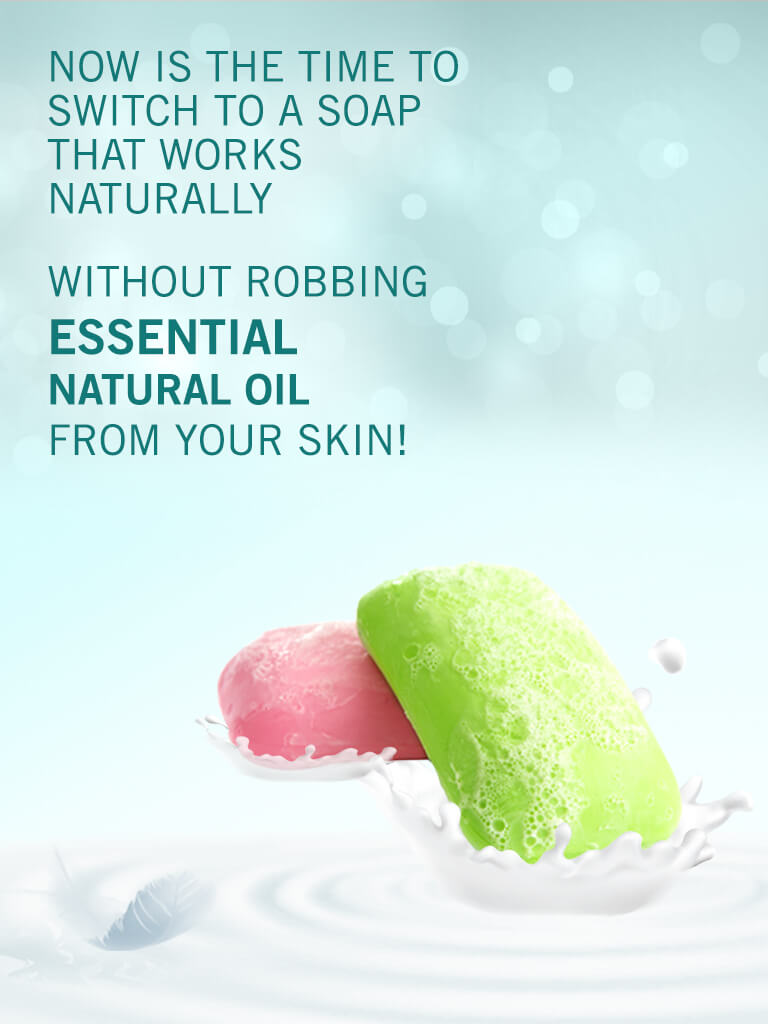 NOW IS THE TIME TO
SWITCH TO A SOAP
THAT WORKS
NATURALLY
WITHOUT ROBBING
ESSENTIAL
NATURAL OIL
FROM YOUR SKIN!